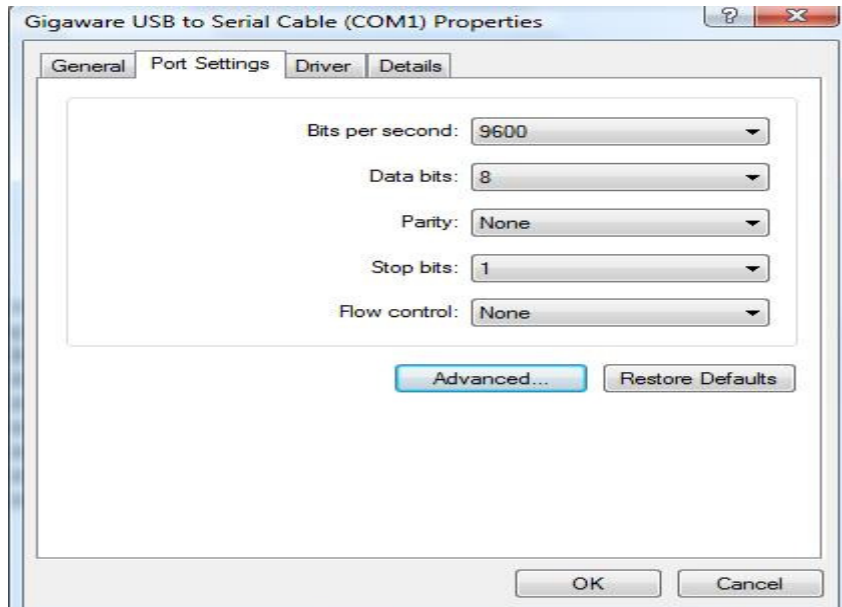 Gigaware USB to Serial Cable (COM1) Properties
General Port Settings Driver Details
Bits per second: 9600
Data bits: 8
Parity: None
Stop bits: 1
Flow control: None
Advanced... Restore Defaults
OK Cancel